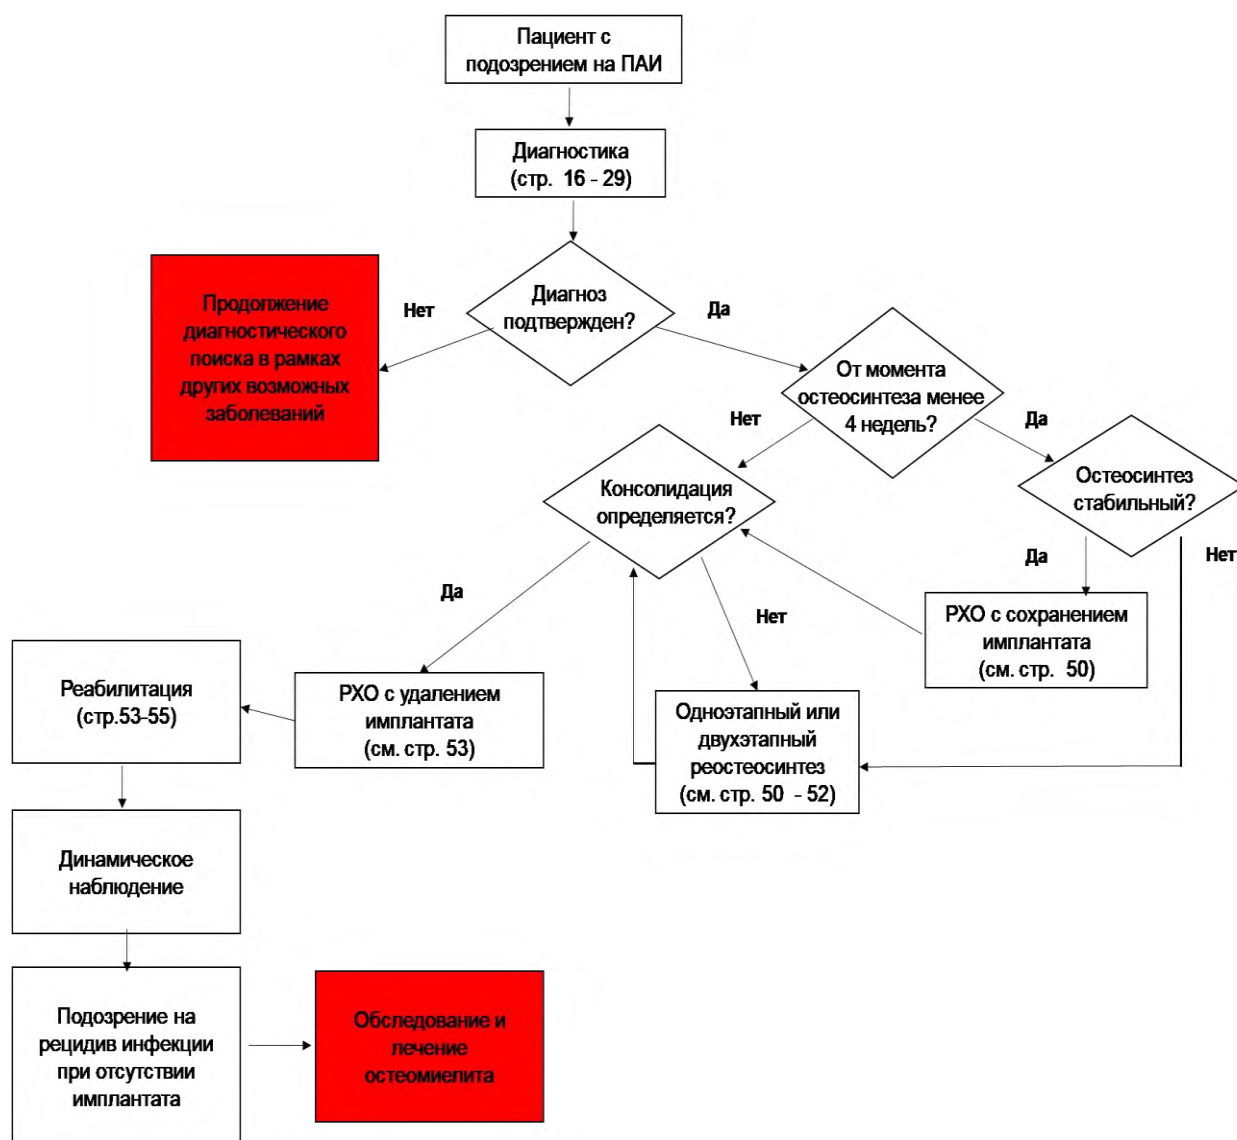 Пациент с
подозрением на ПАИ
Диагностика
(стр. 16 - 29)
Диагноз
подтвержден?
Нет
Да
Продолжение
диагностического
поиска в рамках
других возможных
заболеваний
От момента
остеосинтеза менее
4 недель?
Нет
Да
Консолидация
определяется?
Остеосинтез
стабильный?
Да
Нет
Да
Нет
РХО с сохранением
имплантата
(см. стр. 50)
Одноэтапный или
двухэтапный
реостеосинтез
(см. стр. 50 - 52)
РХО с удалением
имплантата
(см. стр. 53)
Реабилитация
(стр.53-55)
Динамическое
наблюдение
Подозрение на
рецидив инфекции
при отсутствии
имплантата
Обследование и
лечение
остеомиелита